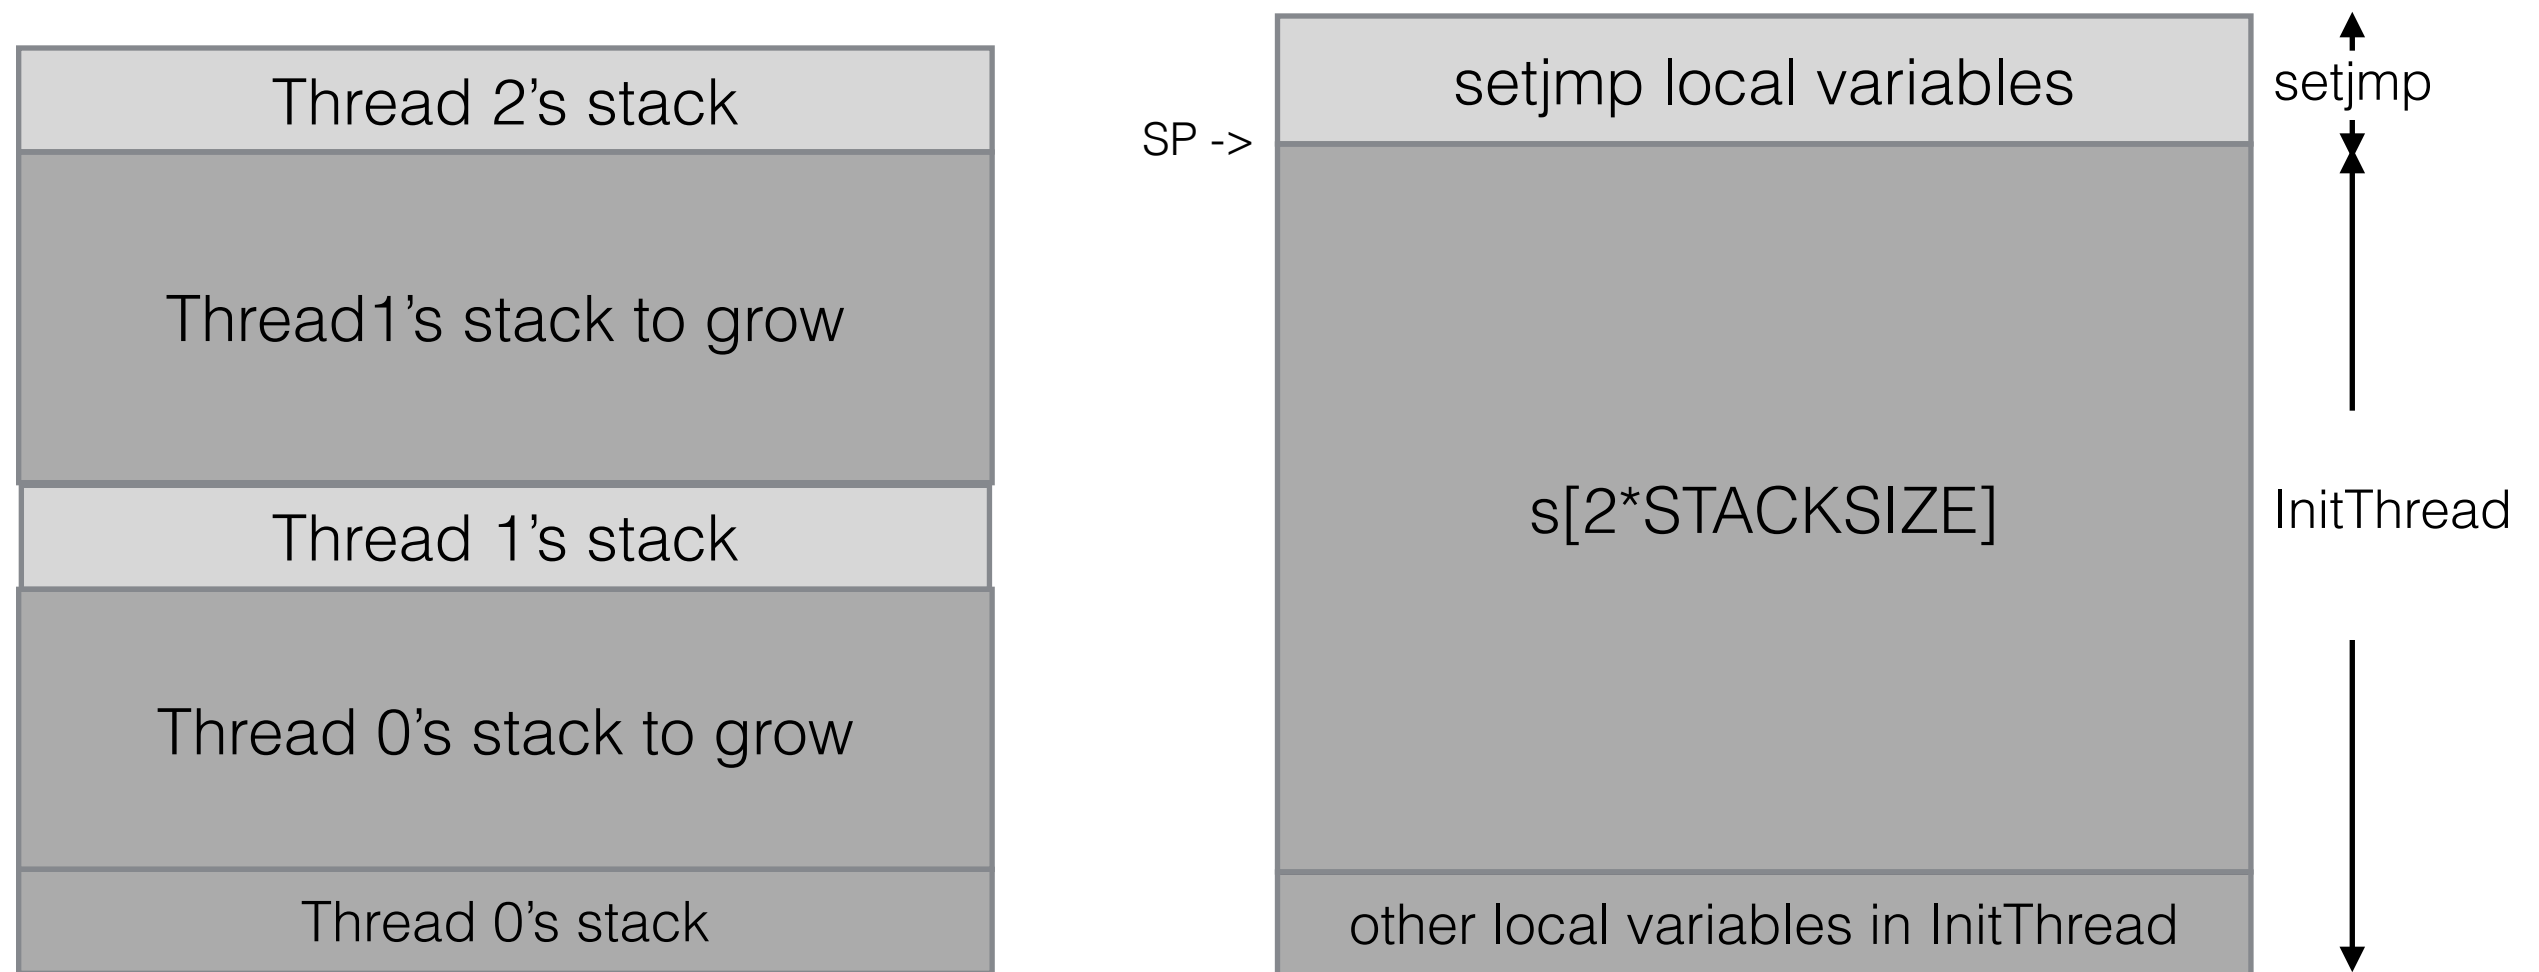 Thread 2’s stack
Thread1’s stack to grow
Thread 1’s stack
Thread 0’s stack to grow
Thread 0’s stack
SP ->
setjmp local variables
s[2*STACKSIZE]
other local variables in InitThread
setjmp
InitThread